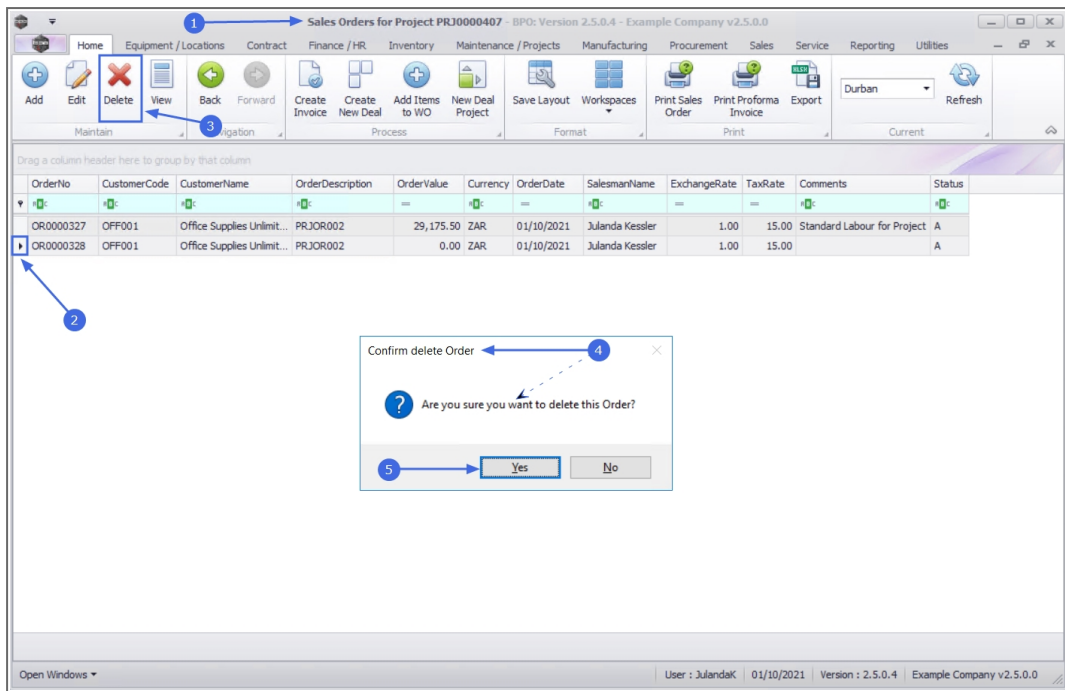 1
Sales Orders for Project PRJ0000407 - BPO: Version 2.5.0.4 - Example Company v2.5.0.0
Home Equipment / Locations Contract Finance / HR Inventory Maintenance / Projects Manufacturing Procurement Sales Service Reporting Utilities
Add Edit Delete View Back Forward Create Invoice Create New Deal Add Items to WO New Deal Project Save Layout Workspaces Print Sales Order Print Proforma Invoice Export Durban Refresh
3
Maintain Process Format Print Current
Drag a column header here to group by that column
OrderNo CustomerCode CustomerName OrderDescription OrderValue Currency OrderDate SalesmanName ExchangeRate TaxRate Comments Status
OR0000327 OFF001 Office Supplies Unlimit... PRJOR002 29,175.50 ZAR 01/10/2021 Julanda Kessler 1.00 15.00 Standard Labour for Project A
OR0000328 OFF001 Office Supplies Unlimit... PRJOR002 0.00 ZAR 01/10/2021 Julanda Kessler 1.00 15.00 A
2
Confirm delete Order 4
Are you sure you want to delete this Order?
5 Yes No
Open Windows User : JulandaK 01/10/2021 Version : 2.5.0.4 Example Company v2.5.0.0